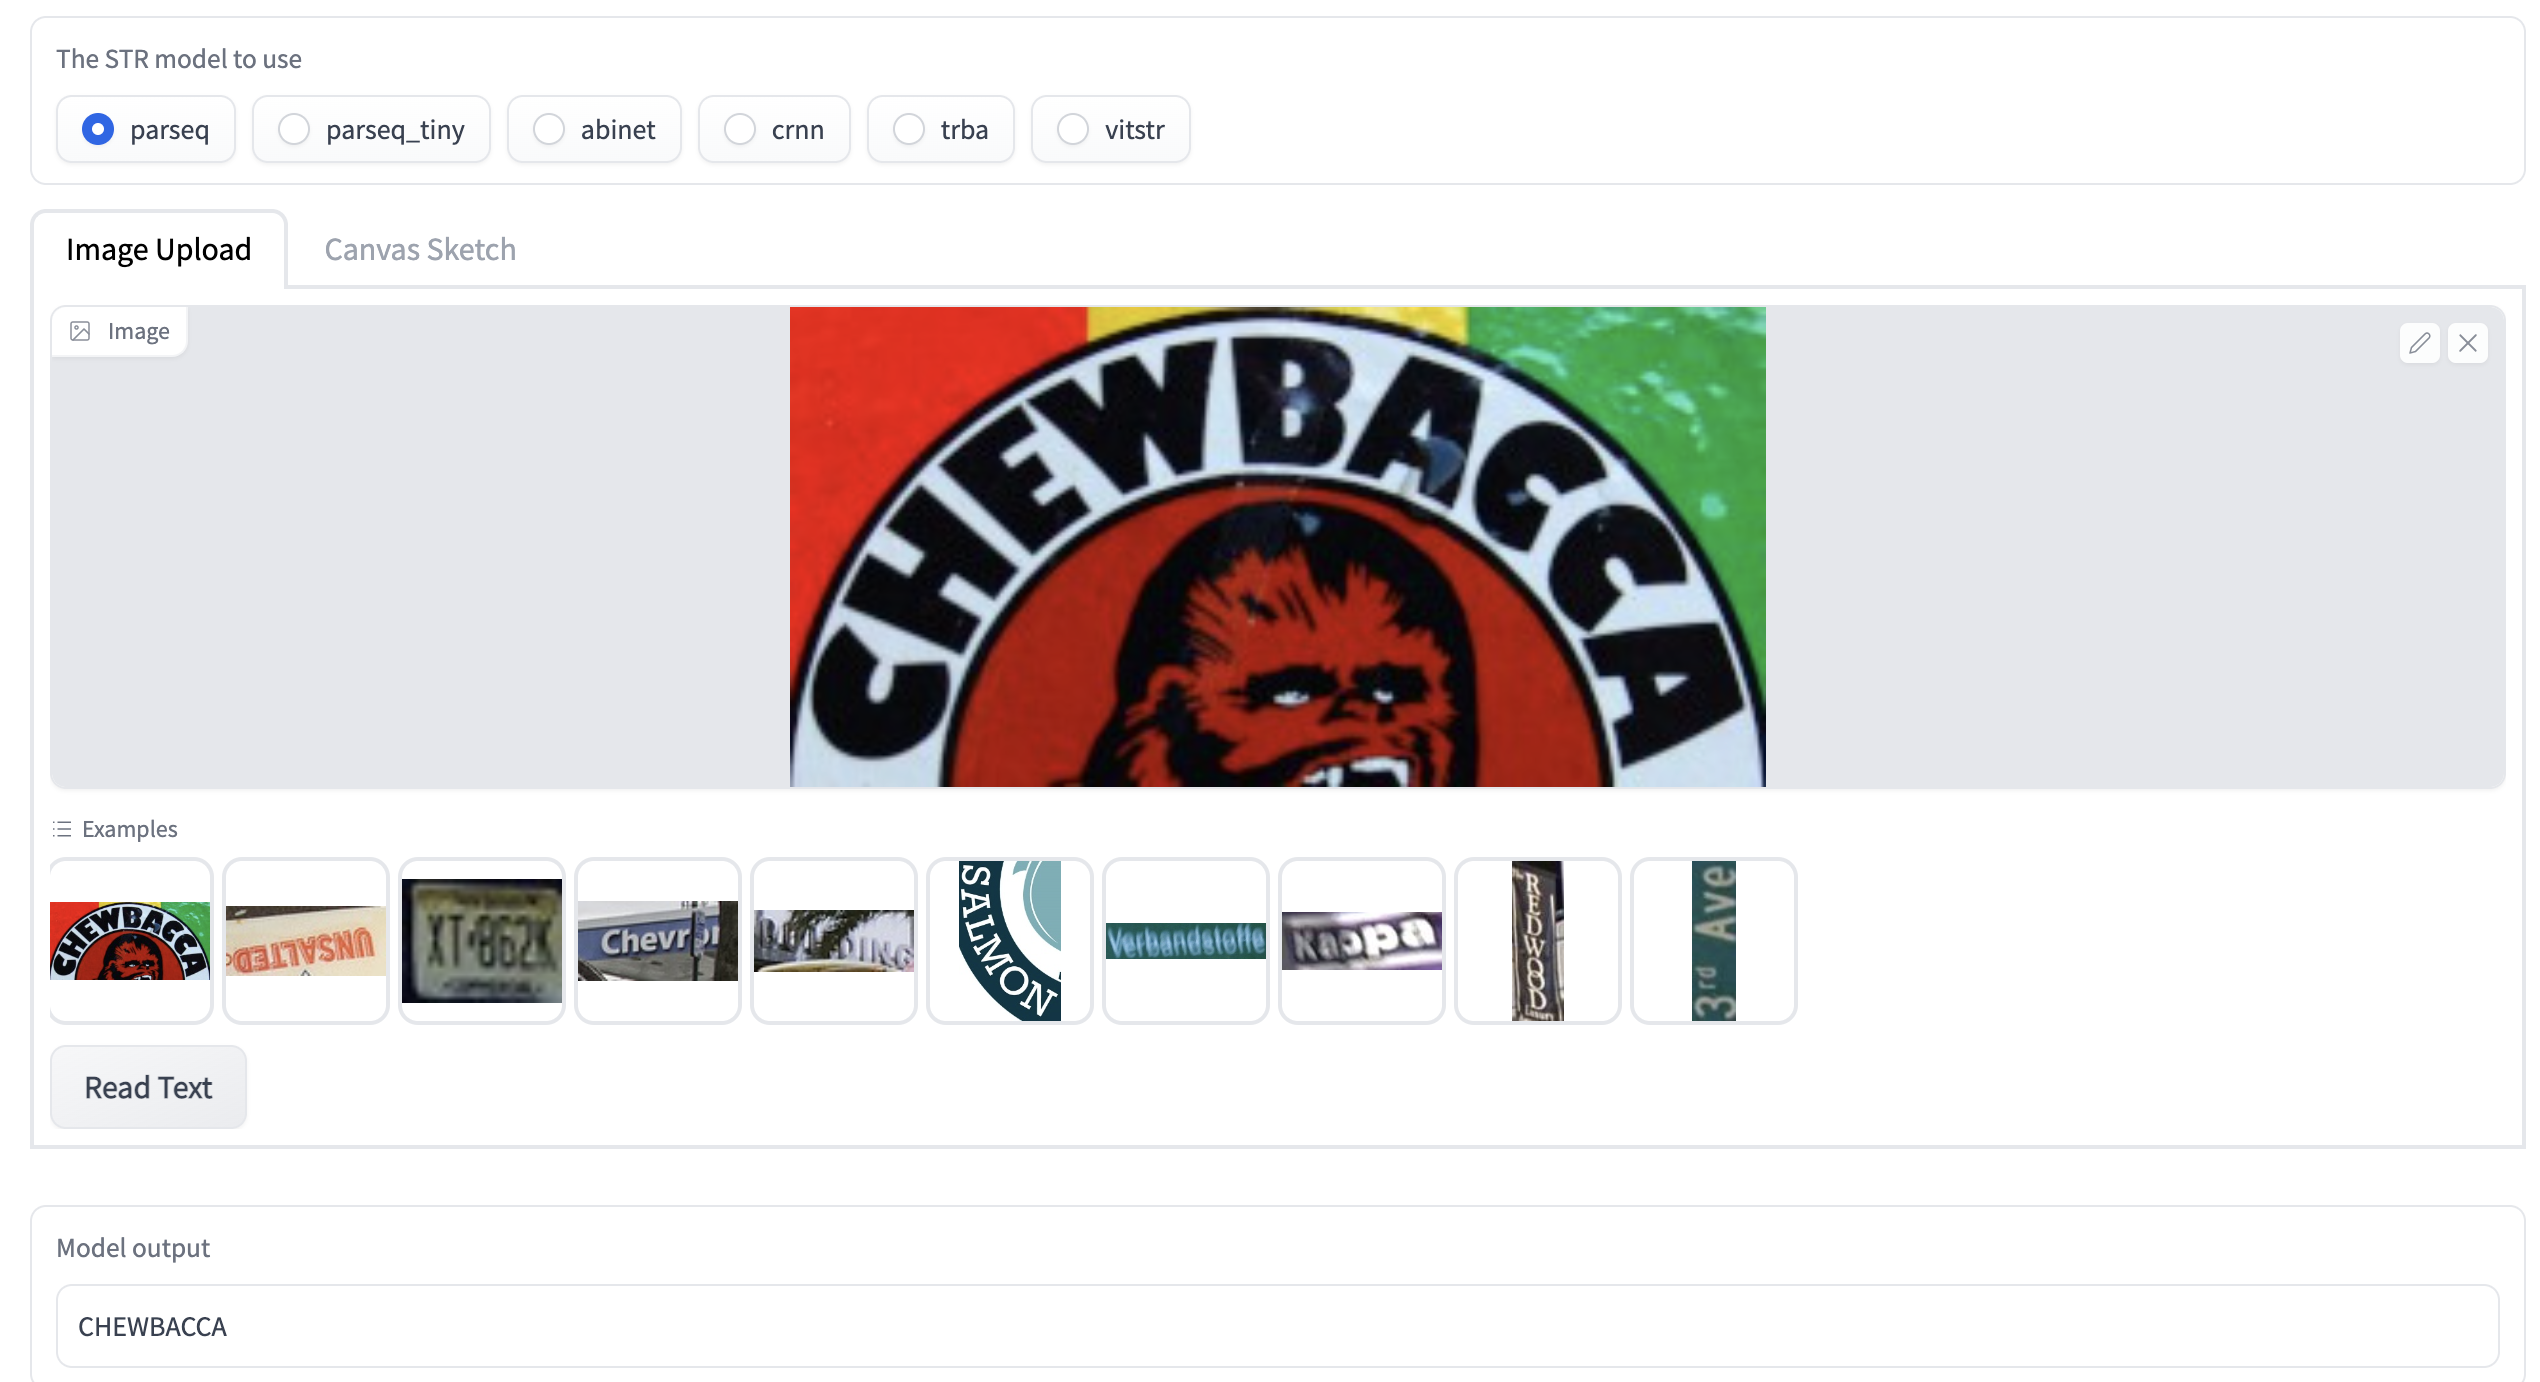 The STR model to use
parseq parseq_tiny abinet crnn trba vitstr
Image Upload Canvas Sketch
Image
CHEWBACCA
Examples
CHEWBACCA
UNSALTED
XT•862K
Chevron
BUILDING
SALMON
Verbandstoffe
Kappa
REDWOOD
3rd Ave
Read Text
Model output
CHEWBACCA